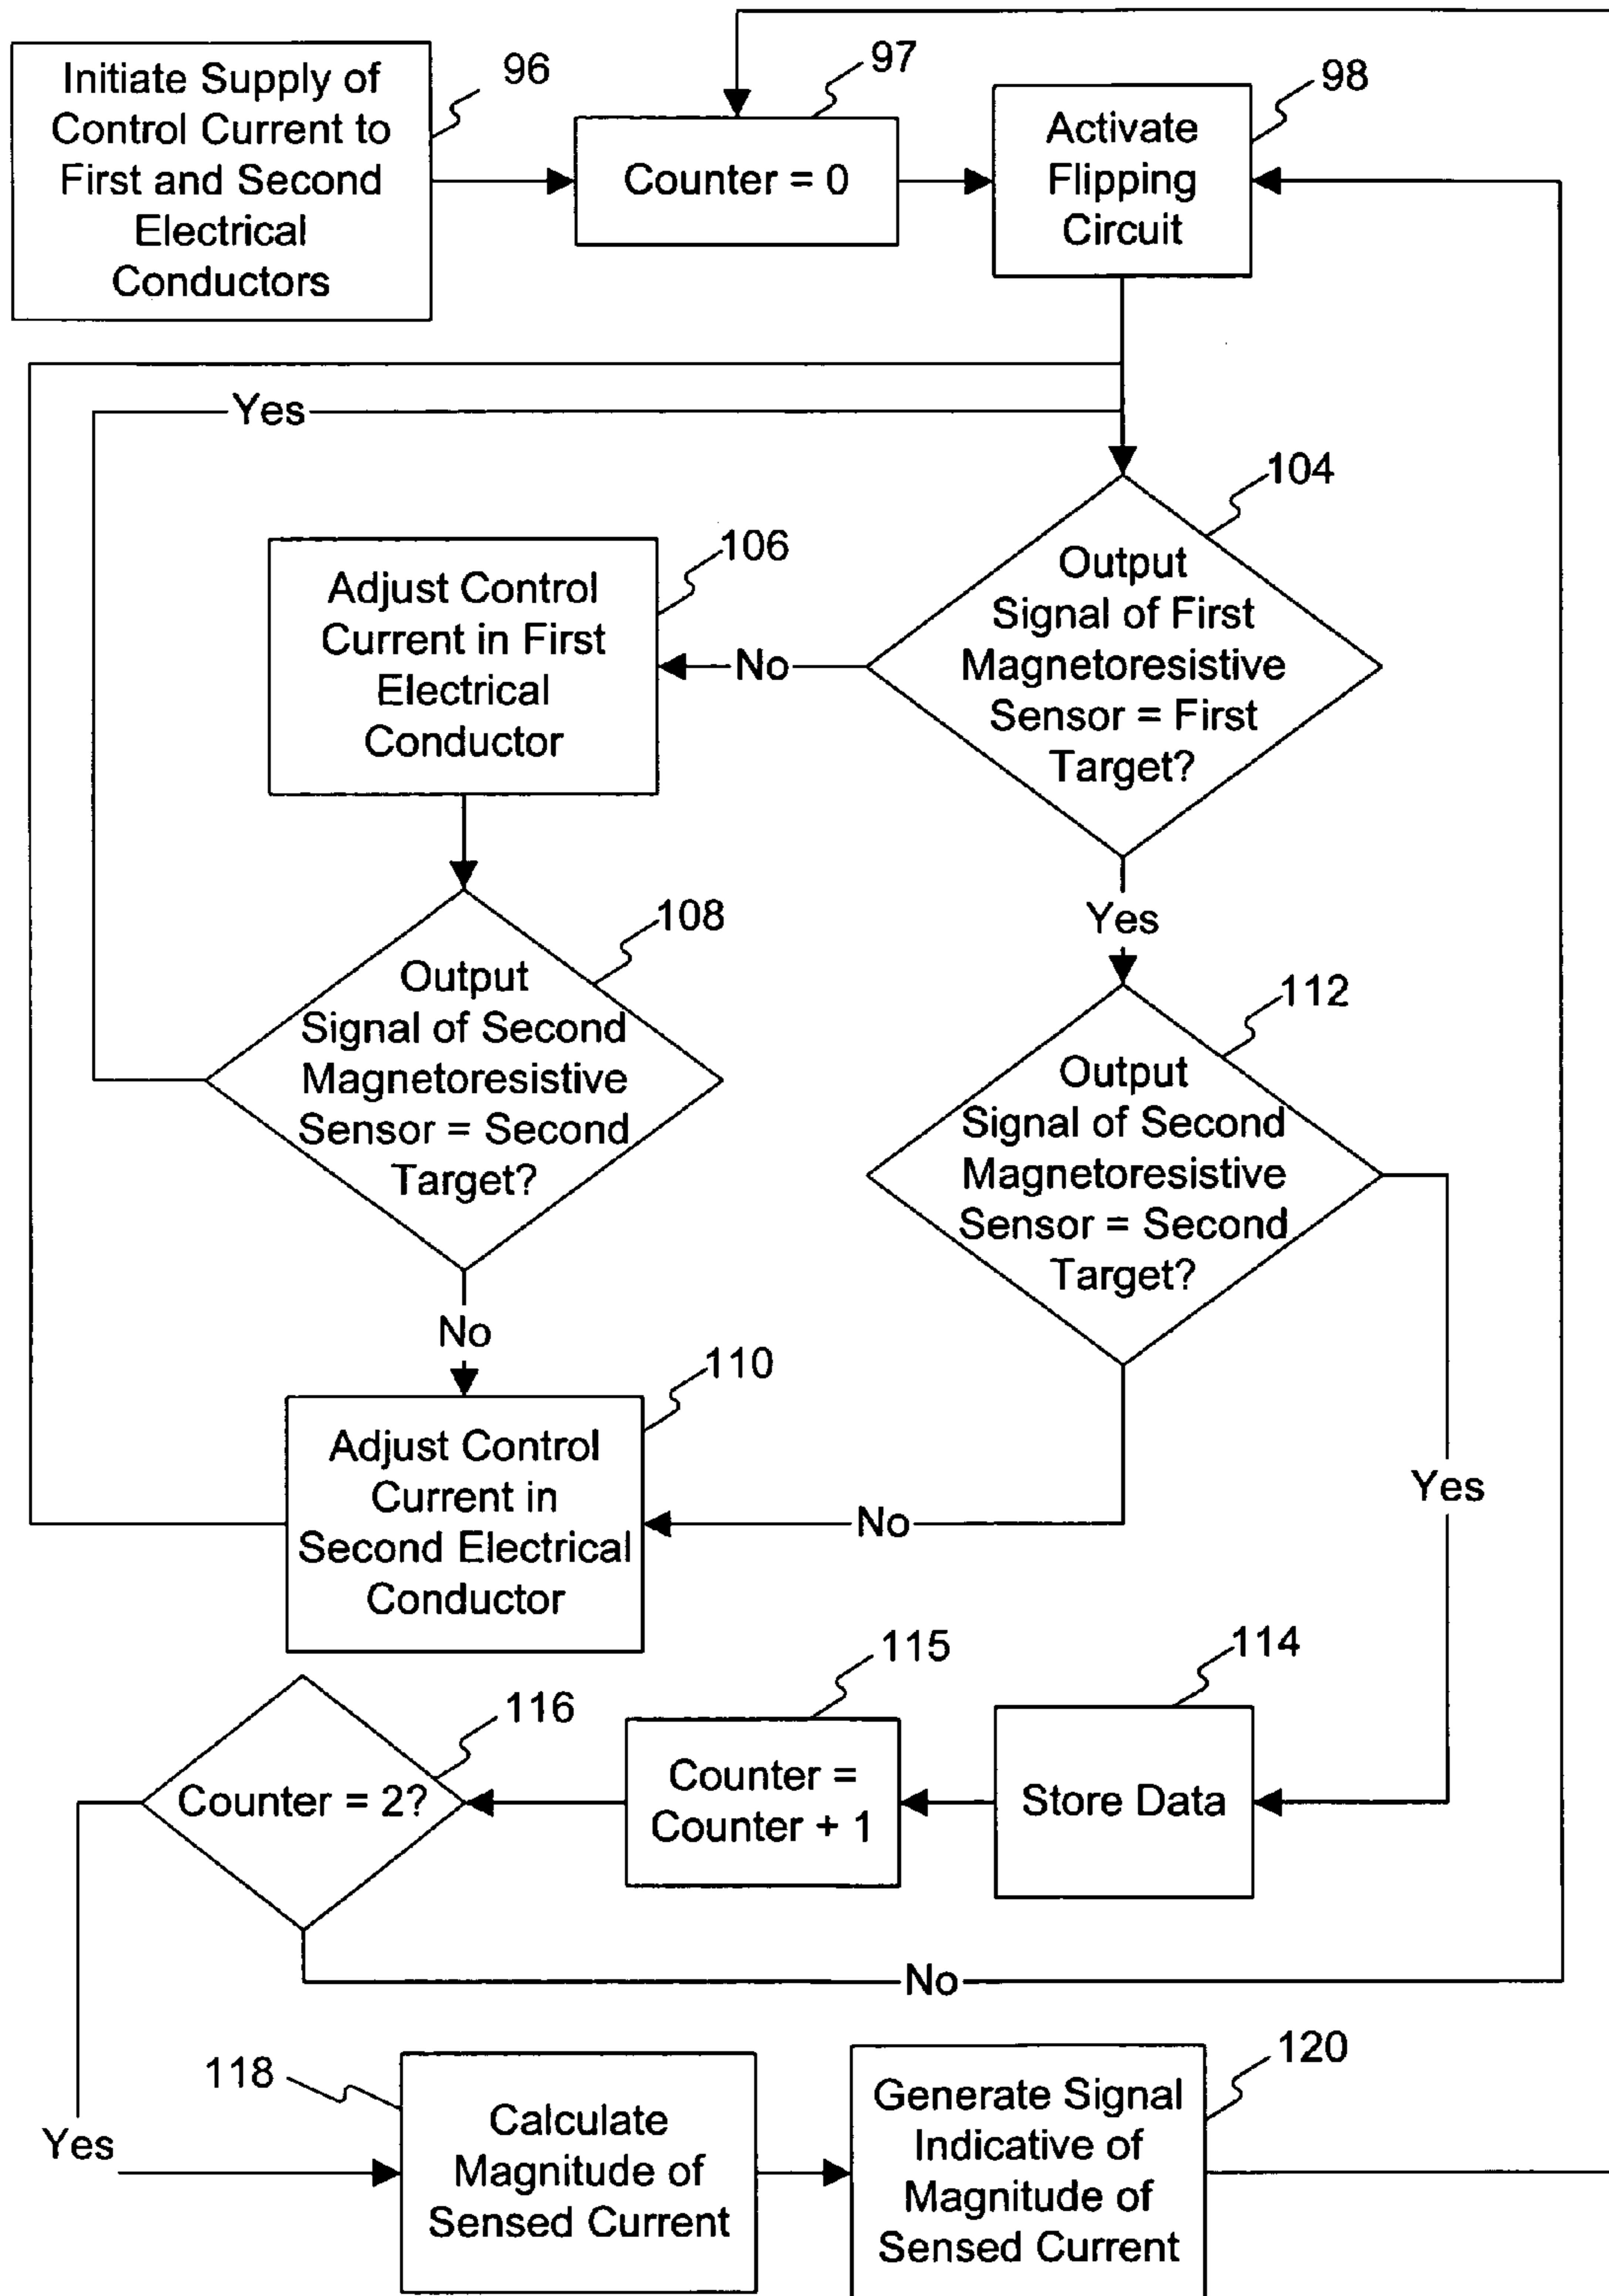 Initiate Supply of
Control Current to
First and Second
Electrical
Conductors
96
Counter = 0
97
Activate
Flipping
Circuit
98
Yes
Output
Signal of First
Magnetoresistive
Sensor = First
Target?
104
No
Adjust Control
Current in First
Electrical
Conductor
106
Output
Signal of Second
Magnetoresistive
Sensor = Second
Target?
108
Yes
Output
Signal of Second
Magnetoresistive
Sensor = Second
Target?
112
No
Adjust Control
Current in
Second Electrical
Conductor
110
No
Yes
Store Data
114
Counter =
Counter + 1
115
Counter = 2?
116
No
Yes
Calculate
Magnitude of
Sensed Current
118
Generate Signal
Indicative of
Magnitude of
Sensed Current
120